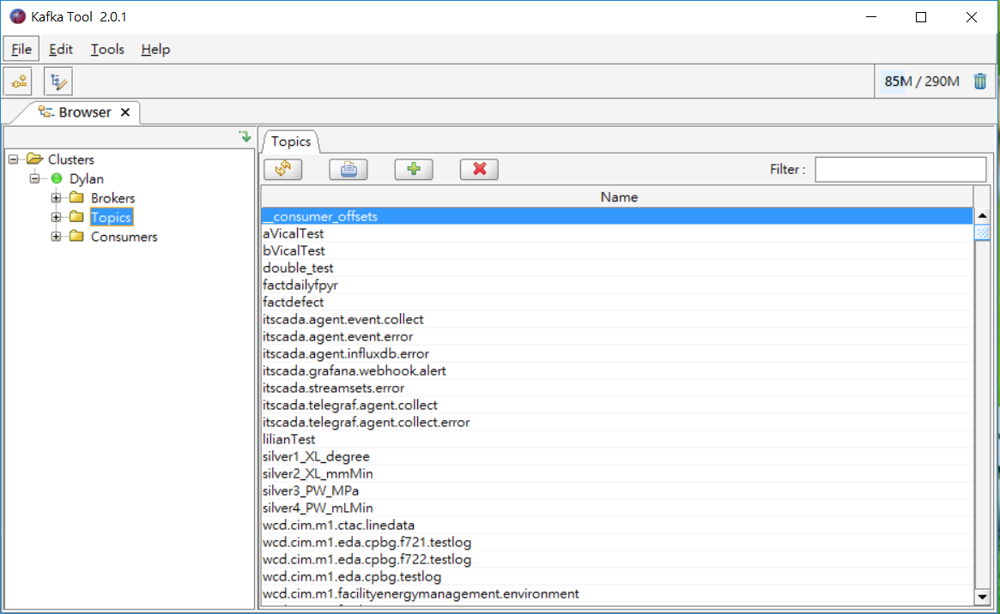 Kafka Tool 2.0.1
File Edit Tools Help
85M / 290M
Browser
Clusters
Dylan
Brokers
Topics
Consumers
Topics
Filter :
Name
__consumer_offsets
aVicalTest
bVicalTest
double_test
factdailyfpyr
factdefect
itscada.agent.event.collect
itscada.agent.event.error
itscada.agent.influxdb.error
itscada.grafana.webhook.alert
itscada.streamsets.error
itscada.telegraf.agent.collect
itscada.telegraf.agent.collect.error
lilianTest
silver1_XL_degree
silver2_XL_mmMin
silver3_PW_MPa
silver4_PW_mLMin
wcd.cim.m1.ctac.linedata
wcd.cim.m1.eda.cpbg.f721.testlog
wcd.cim.m1.eda.cpbg.f722.testlog
wcd.cim.m1.eda.cpbg.testlog
wcd.cim.m1.facilityenergymanagement.environment